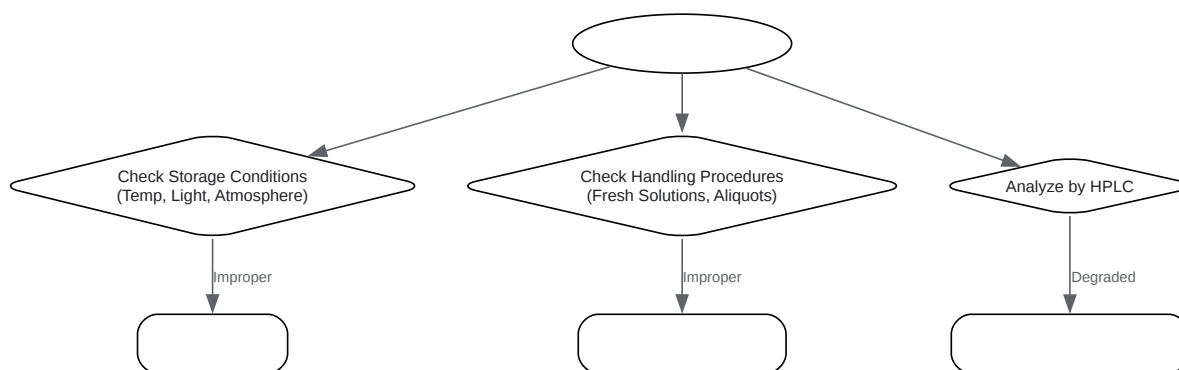 Check Storage Conditions
(Temp, Light, Atmosphere)
Check Handling Procedures
(Fresh Solutions, Aliquots)
Analyze by HPLC
Improper
Improper
Degraded